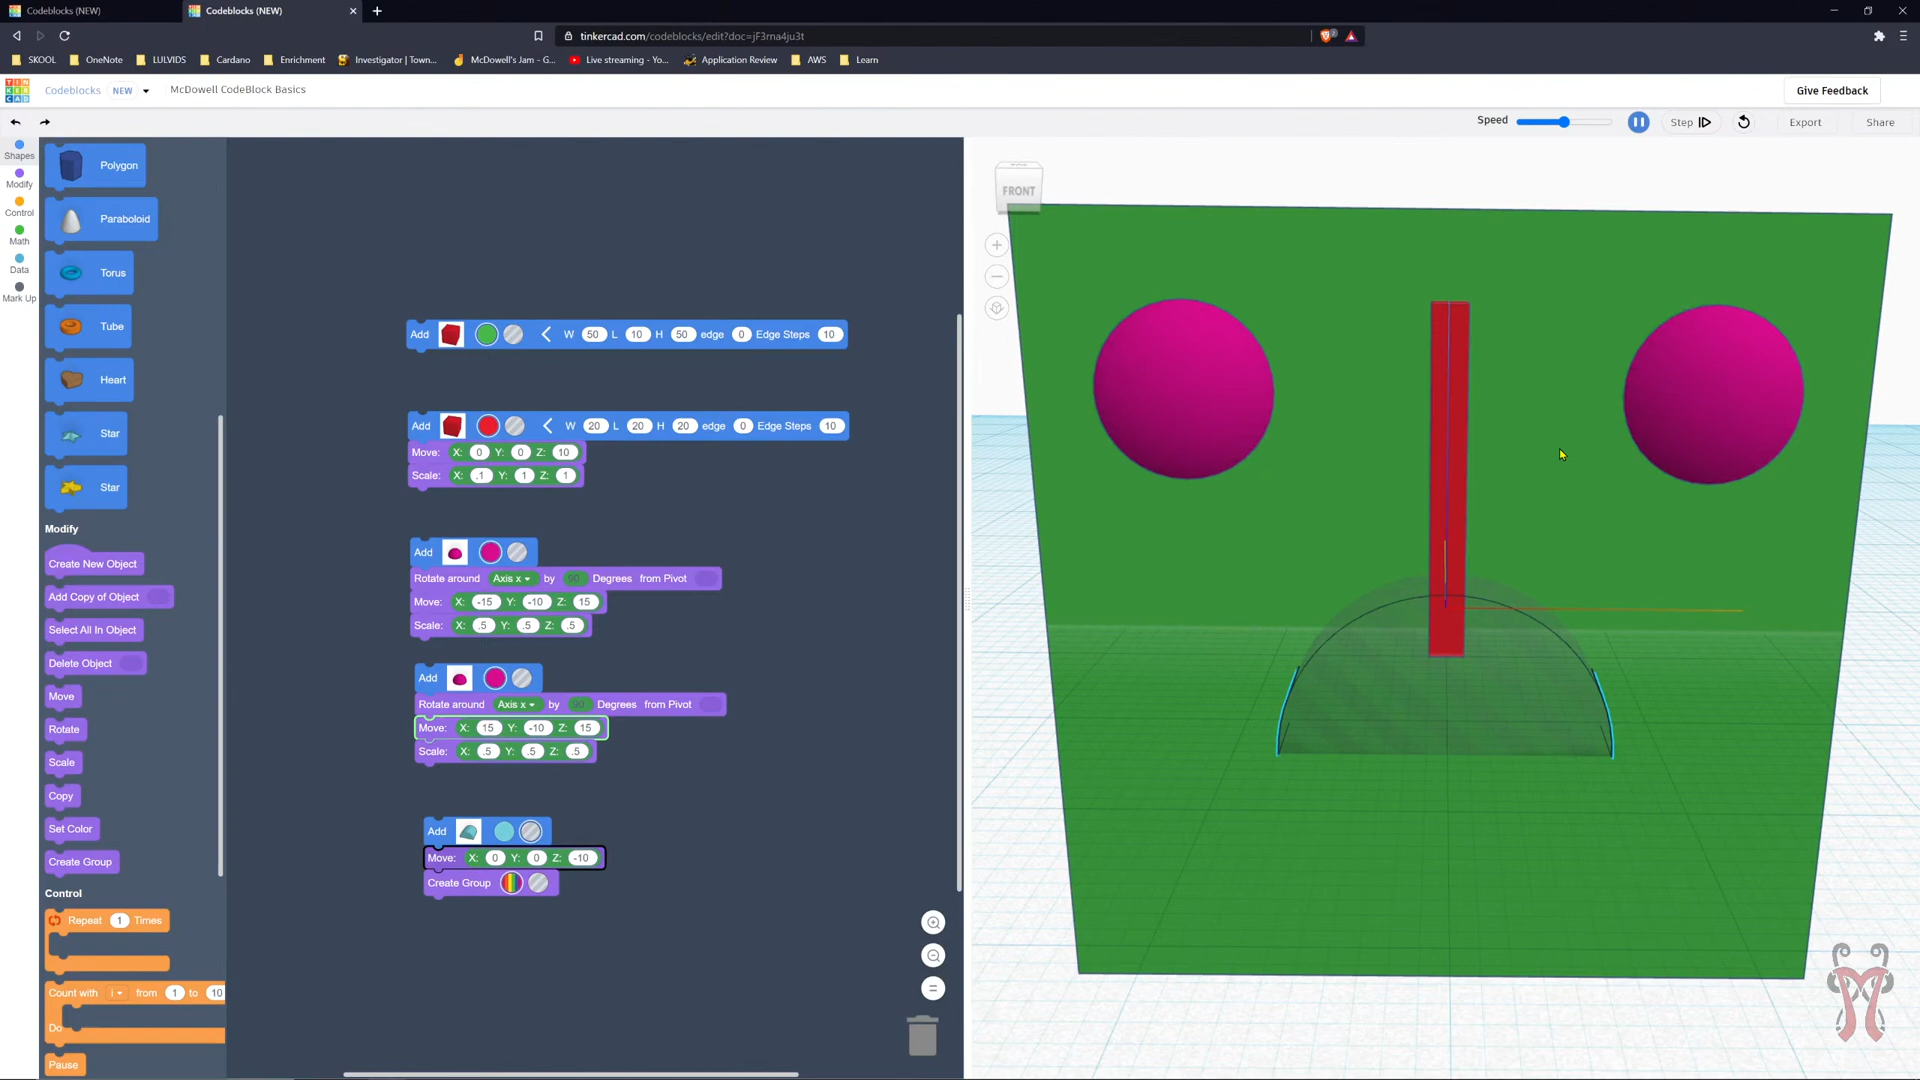 Codeblocks (NEW)
Codeblocks (NEW)
tinkercad.com/codeblocks/edit?doc=jF3rna4ju3t
2
SKOOL
OneNote
LULVIDS
Cardano
Enrichment
Investigator | Town...
McDowell's Jam - G...
Live streaming - Yo...
Application Review
AWS
Learn
TIN
KER
CAD
Codeblocks NEW
McDowell CodeBlock Basics
Give Feedback
Speed
Step
Export
Share
Shapes
Modify
Control
Math
Data
Mark Up
Polygon
Paraboloid
Torus
Tube
Heart
Star
Star
Modify
Create New Object
Add Copy of Object
Select All In Object
Delete Object
Move
Rotate
Scale
Copy
Set Color
Create Group
Control
Repeat 1 Times
Count with i from 1 to 10
Do
Pause
Add W 50 L 10 H 50 edge 0 Edge Steps 10
Add W 20 L 20 H 20 edge 0 Edge Steps 10
Move: X: 0 Y: 0 Z: 10
Scale: X: .1 Y: 1 Z: 1
Add
Rotate around Axis x by 90 Degrees from Pivot
Move: X: -15 Y: -10 Z: 15
Scale: X: .5 Y: .5 Z: .5
Add
Rotate around Axis x by 90 Degrees from Pivot
Move: X: 15 Y: -10 Z: 15
Scale: X: .5 Y: .5 Z: .5
Add
Move: X: 0 Y: 0 Z: -10
Create Group
FRONT